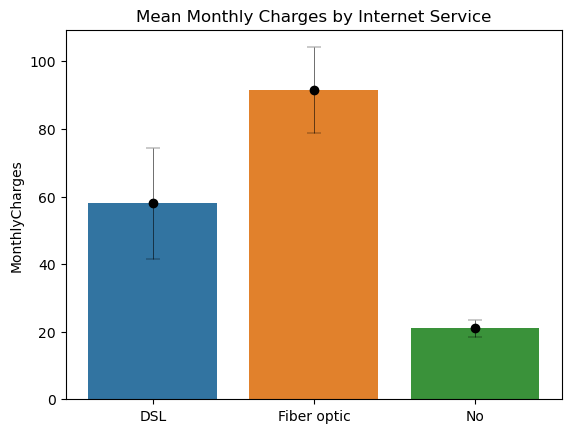 Mean Monthly Charges by Internet Service
MonthlyCharges
100
80
60
40
20
0
DSL
Fiber optic
No